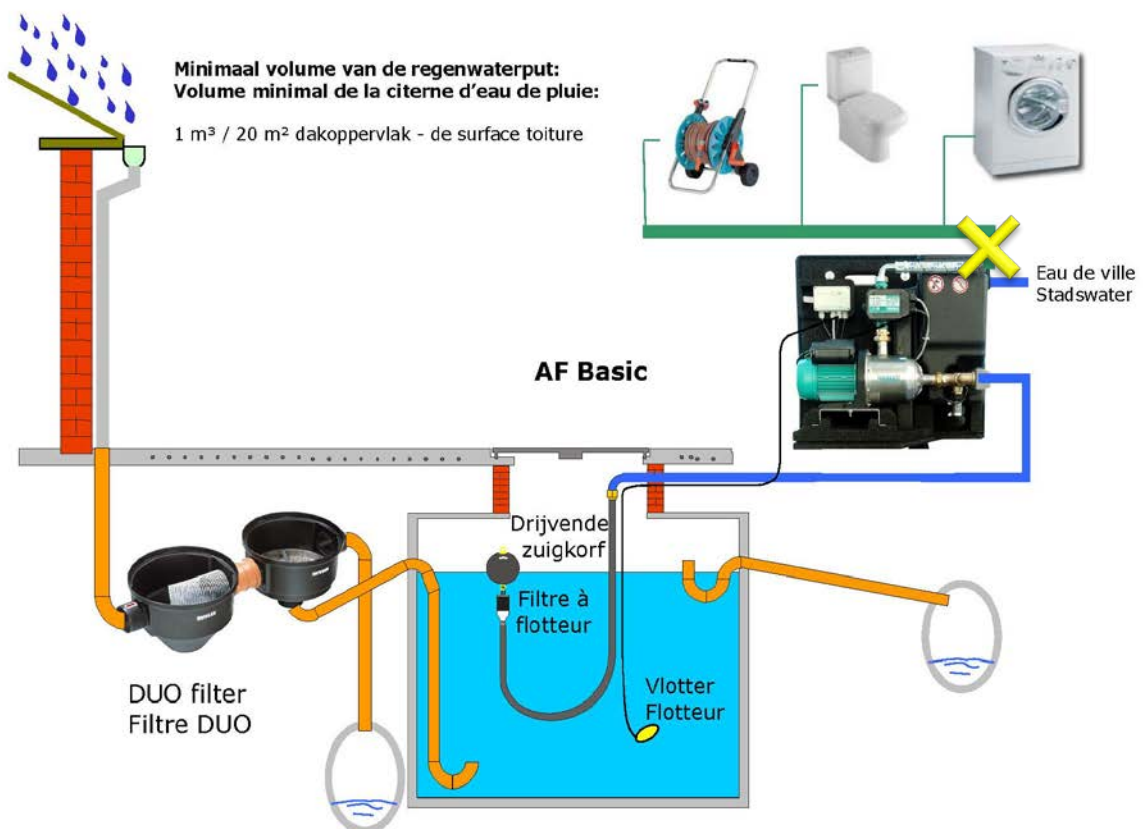 Minimaal volume van de regenwaterput:
Volume minimal de la citerne d'eau de pluie:
1 m³ / 20 m² dakoppervlak - de surface toiture
Eau de ville
Stadswater
AF Basic
Drijvende
zuigkorf
Filtre à
flotteur
Vlotter
Flotteur
DUO filter
Filtre DUO